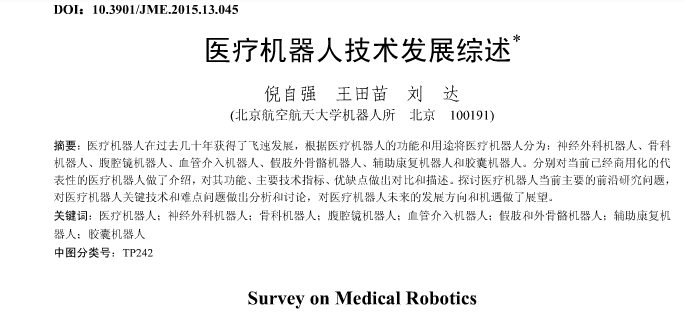 DOI：10.3901/JME.2015.13.045
医疗机器人技术发展综述*
倪自强 王田苗 刘 达
(北京航空航天大学机器人所 北京 100191)
摘要：医疗机器人在过去几十年获得了飞速发展，根据医疗机器人的功能和用途将医疗机器人分为：神经外科机器人、骨科
机器人、腹腔镜机器人、血管介入机器人、假肢外骨骼机器人、辅助康复机器人和胶囊机器人。分别对当前已经商用化的代
表性的医疗机器人做了介绍，对其功能、主要技术指标、优缺点做出对比和描述。探讨医疗机器人当前主要的前沿研究问题，
对医疗机器人关键技术和难点问题做出分析和讨论，对医疗机器人未来的发展方向和机遇做了展望。
关键词：医疗机器人；神经外科机器人；骨科机器人；腹腔镜机器人；血管介入机器人；假肢和外骨骼机器人；辅助康复机
器人；胶囊机器人
中图分类号：TP242
Survey on Medical Robotics